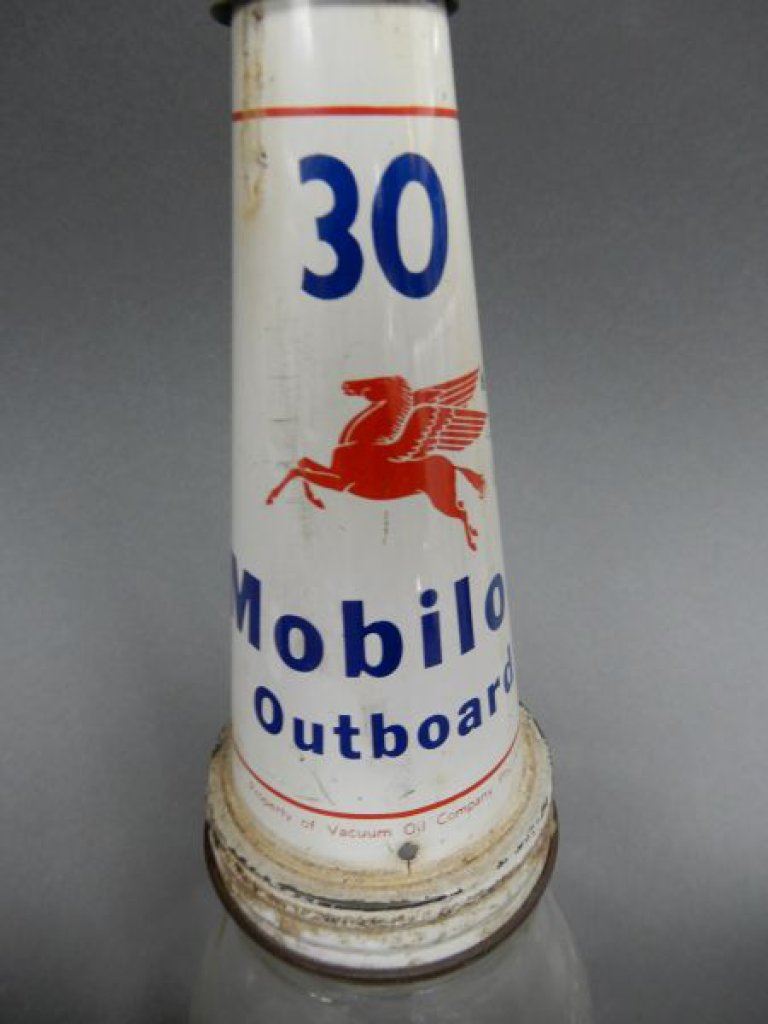 30
Mobilo
Outboard
Property of Vacuum Oil Company